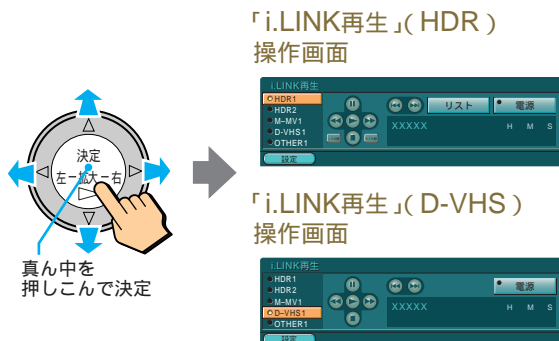 「i.LINK再生」(HDR)
操作画面
i.LINK再生
HDR1
HDR2
M-MV1
D-VHS1
OTHER1
リスト
電源
XXXXX
H M S
設定
決定
左－拡大－右
真ん中を
押しこんで決定
「i.LINK再生」(D-VHS)
操作画面
i.LINK再生
HDR1
HDR2
M-MV1
D-VHS1
OTHER1
電源
XXXXX
H M S
設定